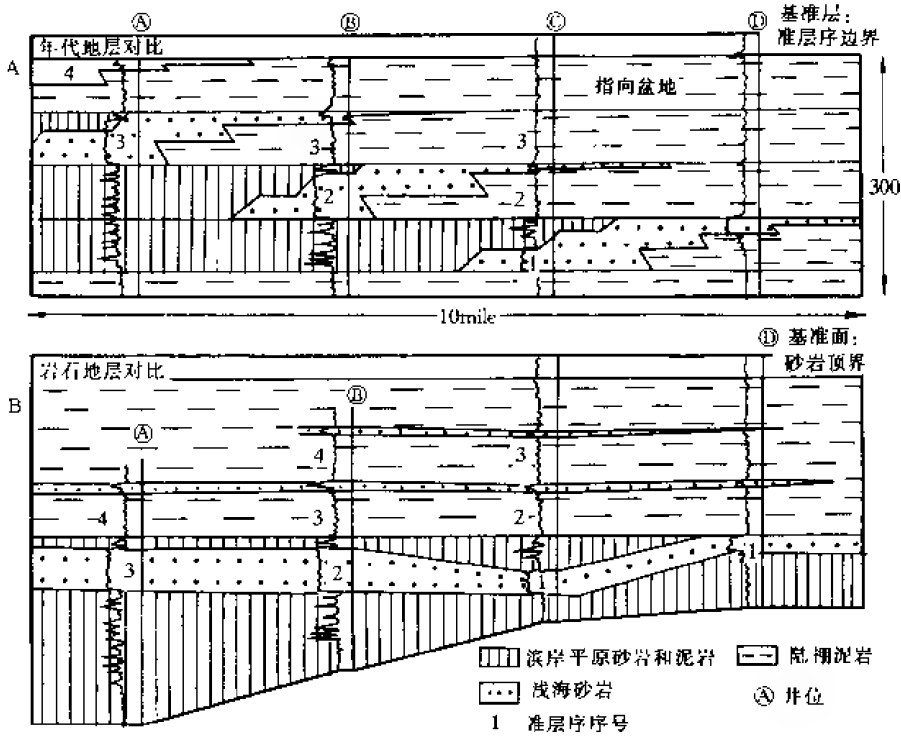 Ⓐ Ⓑ Ⓒ Ⓓ 基准层:
准层序边界
年代地层对比
A
4
指向盆地
3 3 3
2 2
300
1
10mile
Ⓓ 基准面:
砂岩顶界
岩石地层对比
B
Ⓑ
Ⓐ
4 3
4 3 2
3 2 1 1
滨岸平原砂岩和泥岩
陆棚泥岩
浅海砂岩
Ⓐ 井位
1 准层序序号